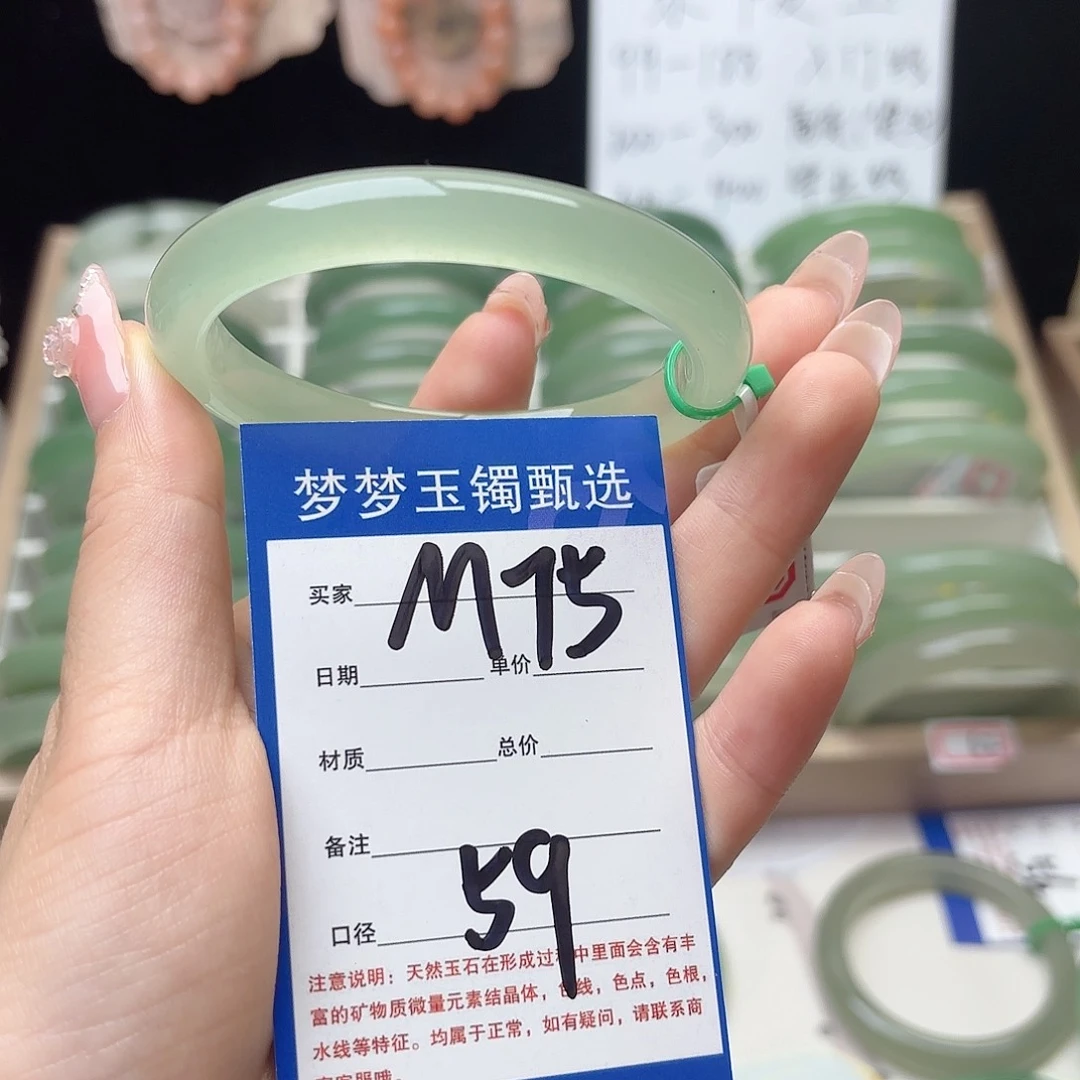 99-188
200-300
梦梦玉镯甄选
买家 M75
日期 单价
材质 总价
备注
口径 59
注意说明：天然玉石在形成过 中里面会含有丰
富的矿物质微量元素结晶体， 线，色点，色根，
水线等特征。均属于正常，如有疑问，请联系商